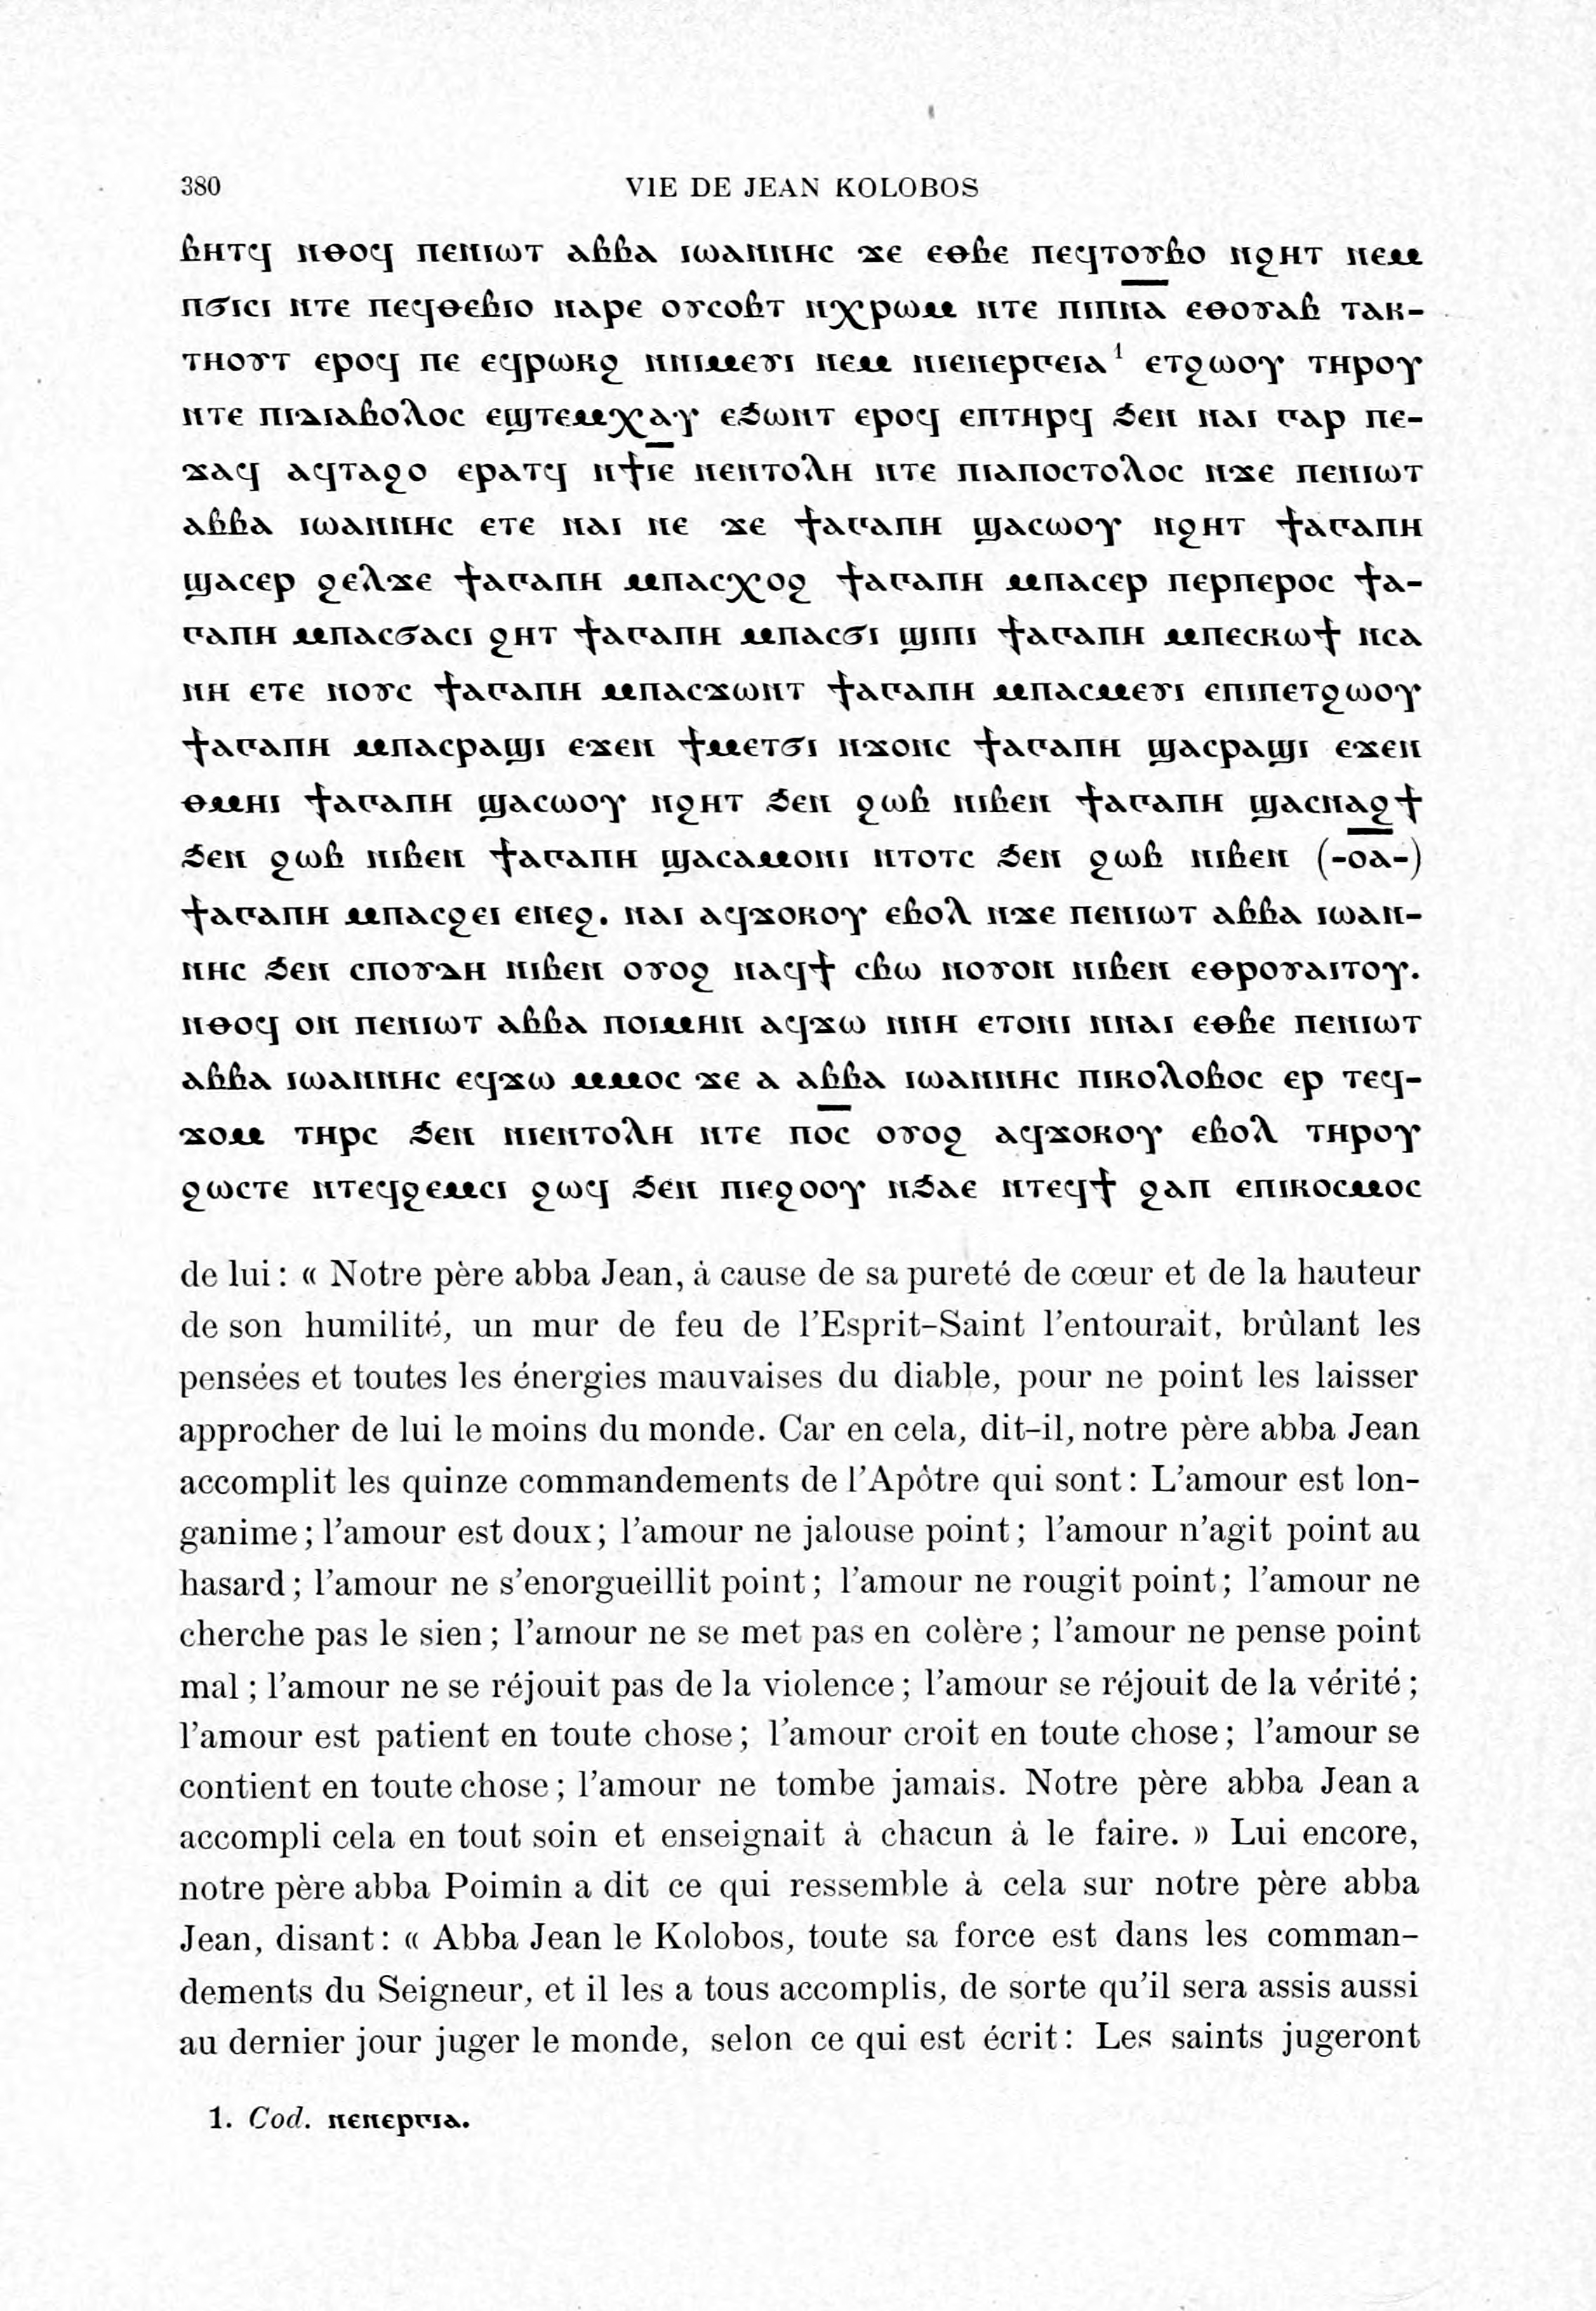 380 VIE DE JEAN KOLOBOS
ⲃⲏⲧϥ ⲛⲑⲟϥ ⲡⲉⲛⲓⲱⲧ ⲁⲃⲃⲁ ⲓⲱⲁⲛⲛⲏⲥ ϫⲉ ⲉⲑⲃⲉ ⲡⲉϥⲧⲟⲩⲃⲟ ⲛϩⲏⲧ ⲛⲉⲙ
ⲡϭⲓⲥⲓ ⲛⲧⲉ ⲡⲉϥⲑⲉⲃⲓⲟ ⲛⲁⲣⲉ ⲟⲩⲥⲟⲃⲧ ⲛⲭⲣⲱⲙ ⲛⲧⲉ ⲡⲓⲡ̅ⲛ̅ⲁ̅ ⲉⲑⲟⲩⲁⲃ ⲧⲁⲕ-
ⲧⲏⲟⲩⲧ ⲉⲣⲟϥ ⲡⲉ ⲉϥⲣⲱⲕϩ ⲛⲛⲓⲙⲉⲩⲓ ⲛⲉⲙ ⲛⲓⲉⲛⲉⲣⲅⲉⲓⲁ¹ ⲉⲧϩⲱⲟⲩ ⲧⲏⲣⲟⲩ
ⲛⲧⲉ ⲡⲓⲇⲓⲁⲃⲟⲗⲟⲥ ⲉϣⲧⲉⲙⲭⲁⲩ ⲉϧⲱⲛⲧ ⲉⲣⲟϥ ⲉⲡⲧⲏⲣϥ ϧⲉⲛ ⲛⲁⲓ ⲅⲁⲣ ⲡⲉ-
ϫⲁϥ ⲁϥⲧⲁϩⲟ ⲉⲣⲁⲧϥ ⲛϯⲓ̅ⲉ̅ ⲛⲉⲛⲧⲟⲗⲏ ⲛⲧⲉ ⲡⲓⲁⲡⲟⲥⲧⲟⲗⲟⲥ ⲛϫⲉ ⲡⲉⲛⲓⲱⲧ
ⲁⲃⲃⲁ ⲓⲱⲁⲛⲛⲏⲥ ⲉⲧⲉ ⲛⲁⲓ ⲛⲉ ϫⲉ ϯⲁⲅⲁⲡⲏ ϣⲁⲥⲱⲟⲩ ⲛϩⲏⲧ ϯⲁⲅⲁⲡⲏ
ϣⲁⲥⲉⲣ ϩⲉⲗϫⲉ ϯⲁⲅⲁⲡⲏ ⲙⲡⲁⲥⲭⲟϩ ϯⲁⲅⲁⲡⲏ ⲙⲡⲁⲥⲉⲣ ⲡⲉⲣⲡⲉⲣⲟⲥ ϯⲁ-
ⲅⲁⲡⲏ ⲙⲡⲁⲥϭⲁⲥⲓ ϩⲏⲧ ϯⲁⲅⲁⲡⲏ ⲙⲡⲁⲥϭⲓ ϣⲓⲡⲓ ϯⲁⲅⲁⲡⲏ ⲙⲡⲉⲥⲕⲱϯ ⲛⲥⲁ
ⲛⲏ ⲉⲧⲉ ⲛⲟⲩⲥ ϯⲁⲅⲁⲡⲏ ⲙⲡⲁⲥϫⲱⲛⲧ ϯⲁⲅⲁⲡⲏ ⲙⲡⲁⲥⲙⲉⲩⲓ ⲉⲡⲓⲡⲉⲧϩⲱⲟⲩ
ϯⲁⲅⲁⲡⲏ ⲙⲡⲁⲥⲣⲁϣⲓ ⲉϫⲉⲛ ϯⲙⲉⲧϭⲓ ⲛϫⲟⲛⲥ ϯⲁⲅⲁⲡⲏ ϣⲁⲥⲣⲁϣⲓ ⲉϫⲉⲛ
ⲑⲙⲏⲓ ϯⲁⲅⲁⲡⲏ ϣⲁⲥⲱⲟⲩ ⲛϩⲏⲧ ϧⲉⲛ ϩⲱⲃ ⲛⲓⲃⲉⲛ ϯⲁⲅⲁⲡⲏ ϣⲁⲥⲛⲁϩϯ
ϧⲉⲛ ϩⲱⲃ ⲛⲓⲃⲉⲛ ϯⲁⲅⲁⲡⲏ ϣⲁⲥⲁⲙⲟⲛⲓ ⲛⲧⲟⲧⲥ ϧⲉⲛ ϩⲱⲃ ⲛⲓⲃⲉⲛ (-ⲟ̅ⲁ̅-)
ϯⲁⲅⲁⲡⲏ ⲙⲡⲁⲥϩⲉⲓ ⲉⲛⲉϩ. ⲛⲁⲓ ⲁϥϫⲟⲕⲟⲩ ⲉⲃⲟⲗ ⲛϫⲉ ⲡⲉⲛⲓⲱⲧ ⲁⲃⲃⲁ ⲓⲱⲁⲛ-
ⲛⲏⲥ ϧⲉⲛ ⲥⲡⲟⲩⲇⲏ ⲛⲓⲃⲉⲛ ⲟⲩⲟϩ ⲛⲁϥϯ ⲥⲃⲱ ⲛⲟⲩⲟⲛ ⲛⲓⲃⲉⲛ ⲉⲑⲣⲟⲩⲁⲓⲧⲟⲩ.
ⲛⲑⲟϥ ⲟⲛ ⲡⲉⲛⲓⲱⲧ ⲁⲃⲃⲁ ⲡⲟⲓⲙⲏⲛ ⲁϥϫⲱ ⲛⲛⲏ ⲉⲧⲟⲛⲓ ⲛⲛⲁⲓ ⲉⲑⲃⲉ ⲡⲉⲛⲓⲱⲧ
ⲁⲃⲃⲁ ⲓⲱⲁⲛⲛⲏⲥ ⲉϥϫⲱ ⲙⲙⲟⲥ ϫⲉ ⲁ ⲁⲃⲃⲁ ⲓⲱⲁⲛⲛⲏⲥ ⲡⲓⲕⲟⲗⲟⲃⲟⲥ ⲉⲣ ⲧⲉϥ-
ϫⲟⲙ ⲧⲏⲣⲥ ϧⲉⲛ ⲛⲓⲉⲛⲧⲟⲗⲏ ⲛⲧⲉ ⲡ̅ⲟ̅ⲥ̅ ⲟⲩⲟϩ ⲁϥϫⲟⲕⲟⲩ ⲉⲃⲟⲗ ⲧⲏⲣⲟⲩ
ϩⲱⲥⲧⲉ ⲛⲧⲉϥϩⲉⲙⲥⲓ ϩⲱϥ ϧⲉⲛ ⲡⲓⲉϩⲟⲟⲩ ⲛϧⲁⲉ ⲛⲧⲉϥϯ ϩⲁⲡ ⲉⲡⲓⲕⲟⲥⲙⲟⲥ
de lui : « Notre père abba Jean, à cause de sa pureté de cœur et de la hauteur
de son humilité, un mur de feu de l'Esprit-Saint l'entourait, brûlant les
pensées et toutes les énergies mauvaises du diable, pour ne point les laisser
approcher de lui le moins du monde. Car en cela, dit-il, notre père abba Jean
accomplit les quinze commandements de l'Apôtre qui sont : L'amour est lon-
ganime ; l'amour est doux ; l'amour ne jalouse point ; l'amour n'agit point au
hasard ; l'amour ne s'enorgueillit point ; l'amour ne rougit point ; l'amour ne
cherche pas le sien ; l'amour ne se met pas en colère ; l'amour ne pense point
mal ; l'amour ne se réjouit pas de la violence ; l'amour se réjouit de la vérité ;
l'amour est patient en toute chose ; l'amour croit en toute chose ; l'amour se
contient en toute chose ; l'amour ne tombe jamais. Notre père abba Jean a
accompli cela en tout soin et enseignait à chacun à le faire. » Lui encore,
notre père abba Poimîn a dit ce qui ressemble à cela sur notre père abba
Jean, disant : « Abba Jean le Kolobos, toute sa force est dans les comman-
dements du Seigneur, et il les a tous accomplis, de sorte qu'il sera assis aussi
au dernier jour juger le monde, selon ce qui est écrit : Les saints jugeront
1. Cod. ⲛⲉⲛⲉⲣⲅⲓⲁ.